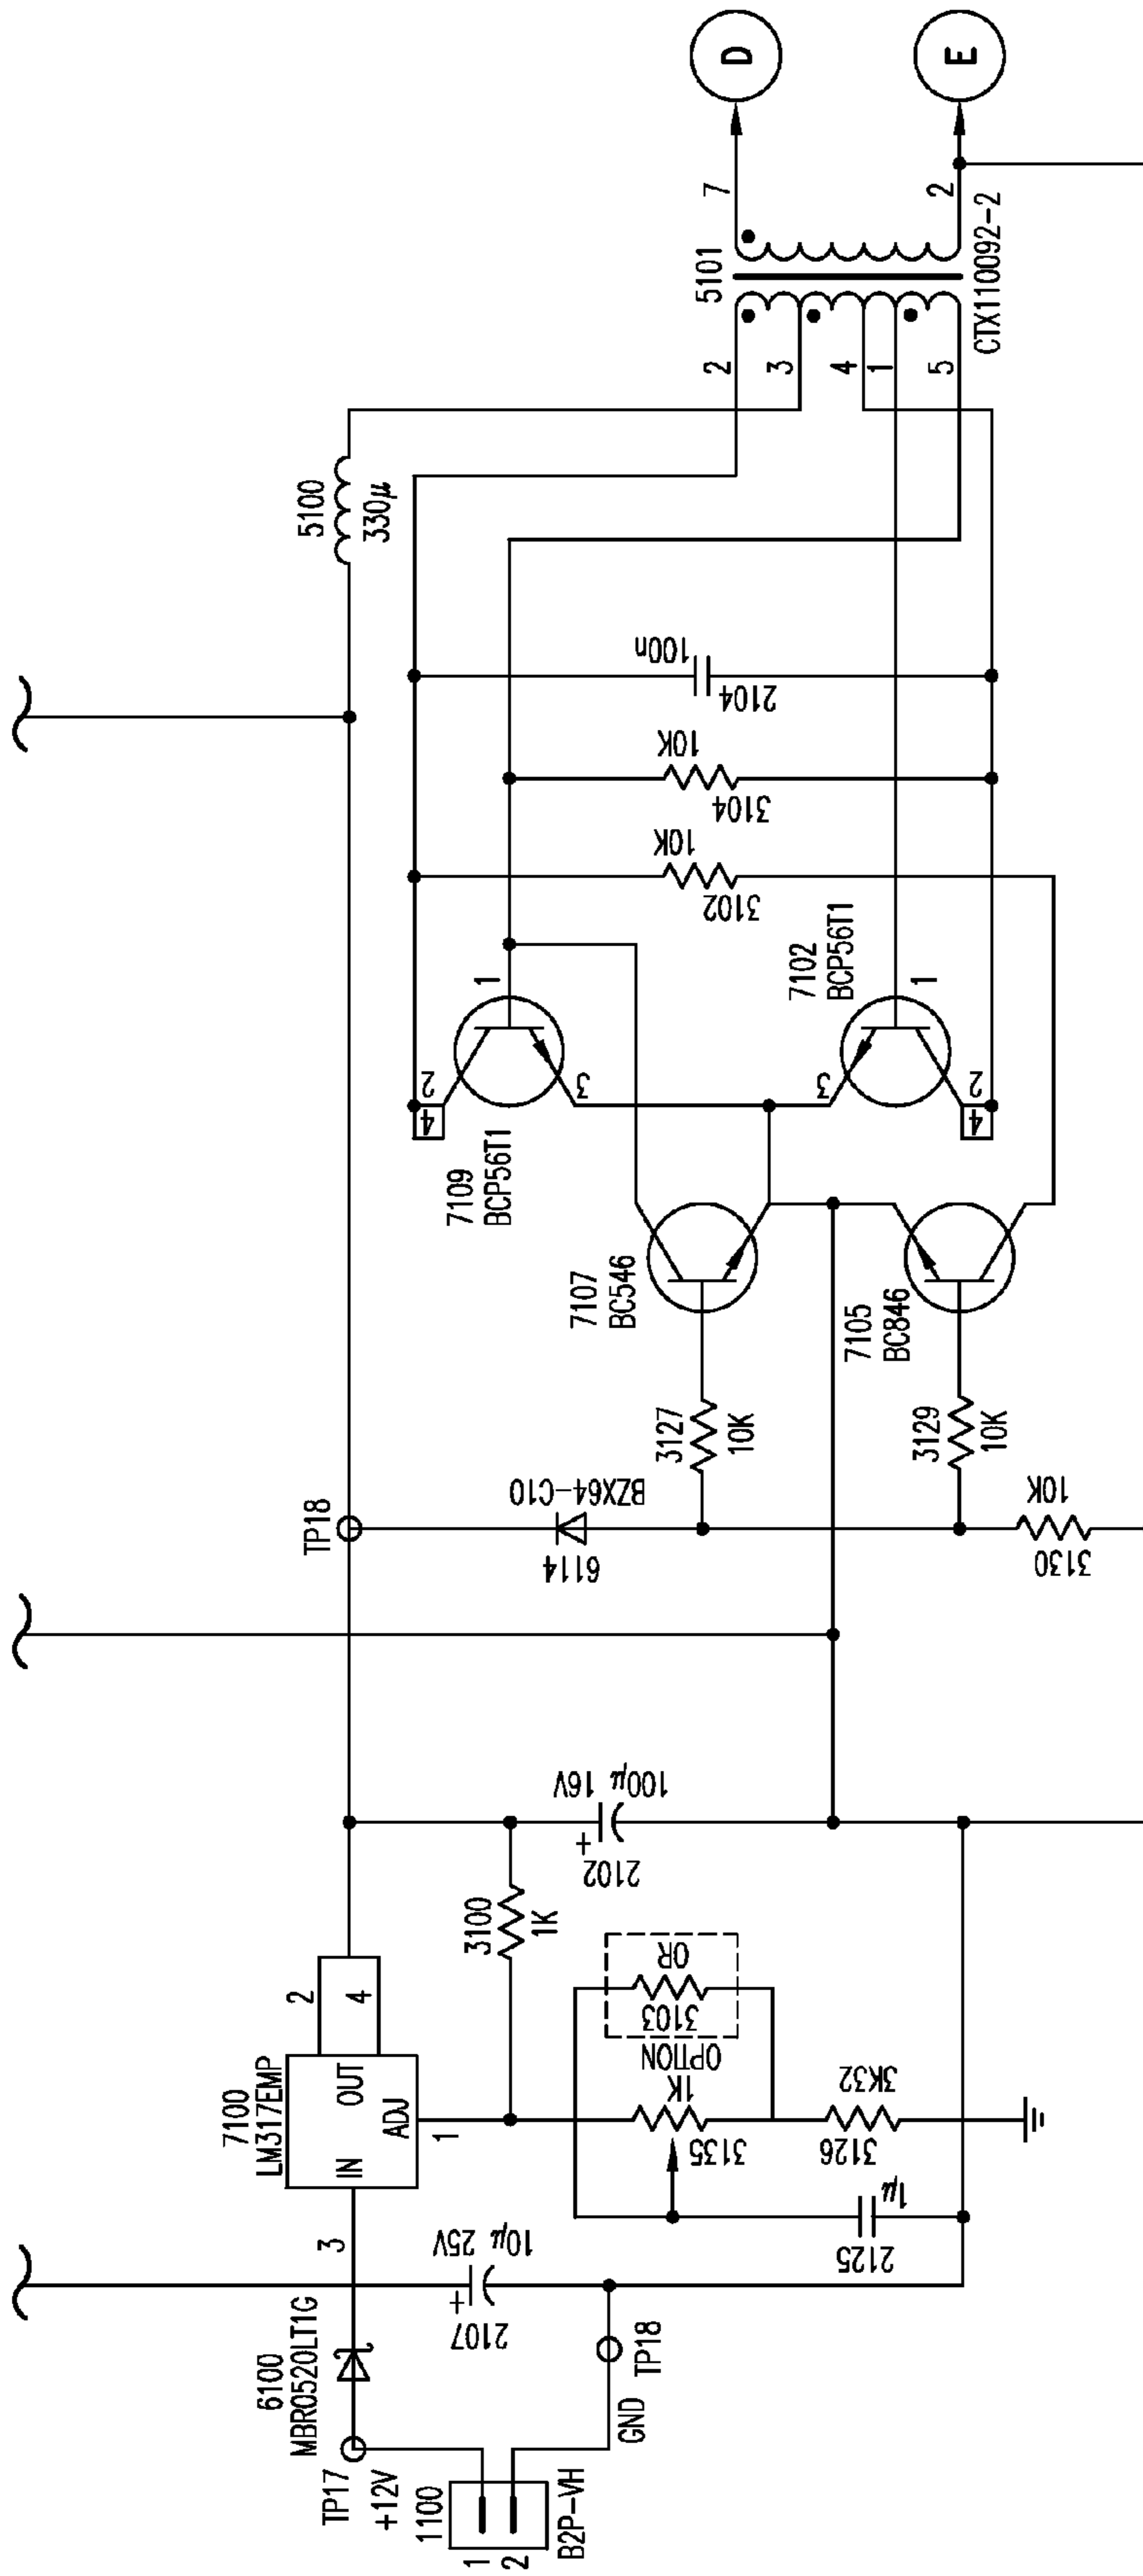 D
E
7
2
5101
CTX110092-2
2
3
4
1
5
5100
330μ
100n
2104
10K
3104
10K
3102
7102
BCP56T1
1
1
2
4
3
3
2
4
7109
BCP56T1
7107
BC546
7105
BC846
3127
10K
3129
10K
TP18
BZX64-C10
6114
10K
3130
100μ 16V
+
2102
3100
1K
2
4
7100
LM317EMP
OUT
IN
ADJ
1
3
OR
3103
OPTION
1K
3135
3K32
3126
1μ
2125
10μ 25V
+
2107
6100
MBR0520LT1G
TP18
GND
TP17
+12V
1100
1
2
B2P-VH